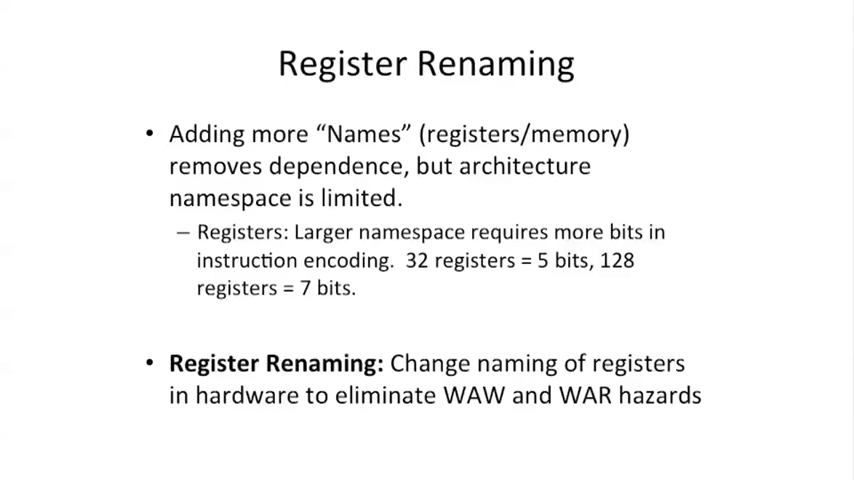 Register Renaming
• Adding more “Names” (registers/memory)
removes dependence, but architecture
namespace is limited.
– Registers: Larger namespace requires more bits in
instruction encoding.  32 registers = 5 bits, 128
registers = 7 bits.
• Register Renaming: Change naming of registers
in hardware to eliminate WAW and WAR hazards